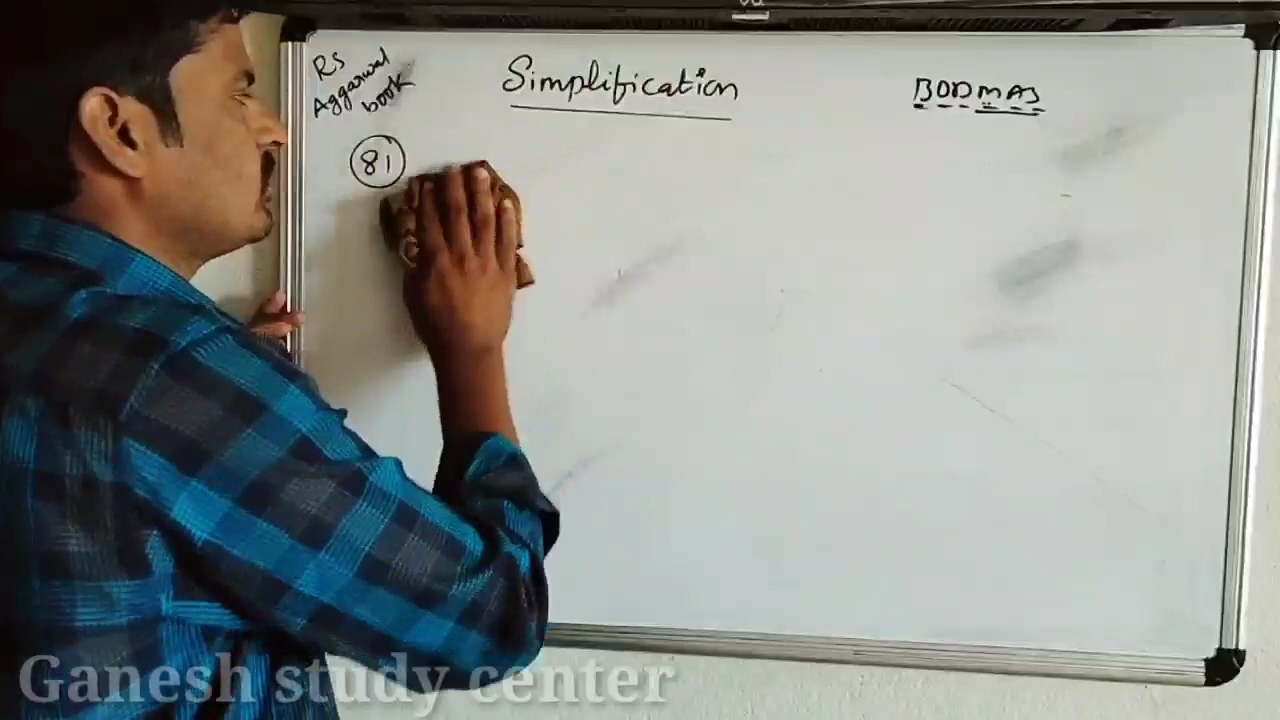 RS
Aggarwal
book
Simplification
BODMAS
81
Ganesh study center